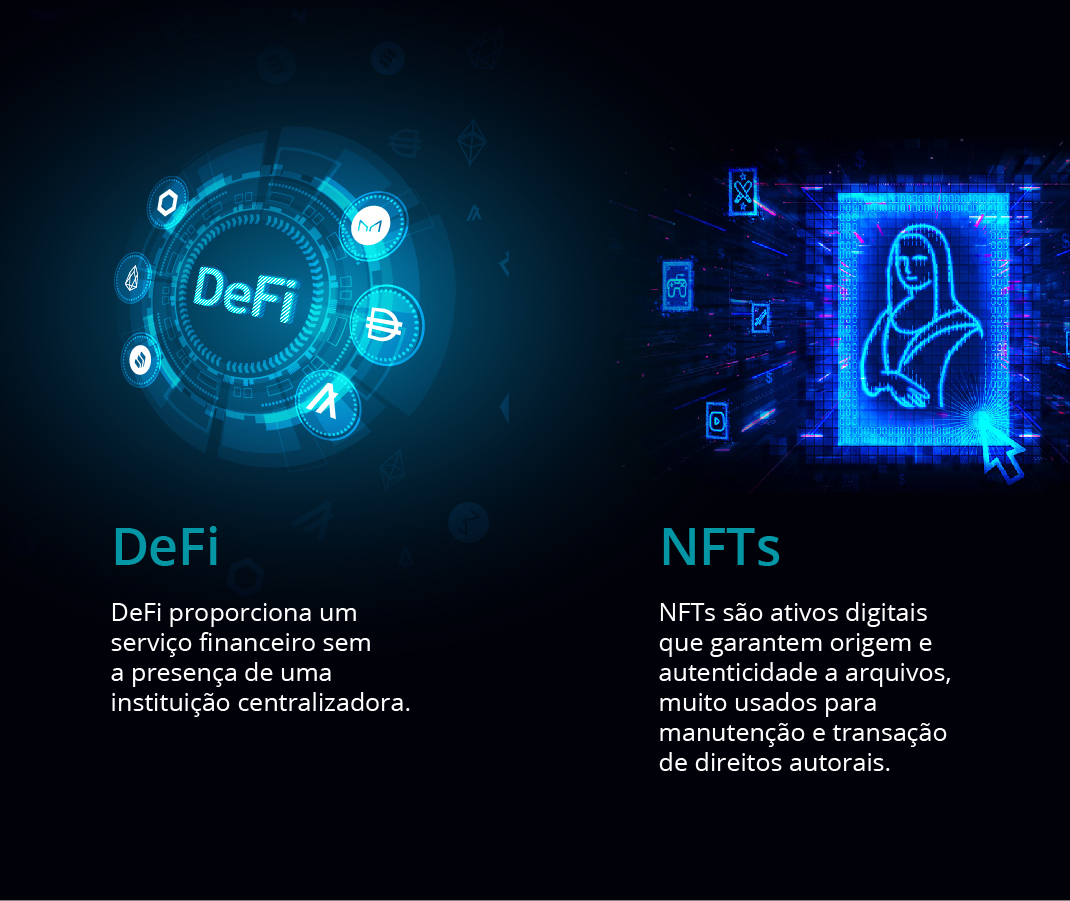 DeFi
DeFi
DeFi proporciona um
serviço financeiro sem
a presença de uma
instituição centralizadora.
NFTs
NFTs são ativos digitais
que garantem origem e
autenticidade a arquivos,
muito usados para
manutenção e transação
de direitos autorais.